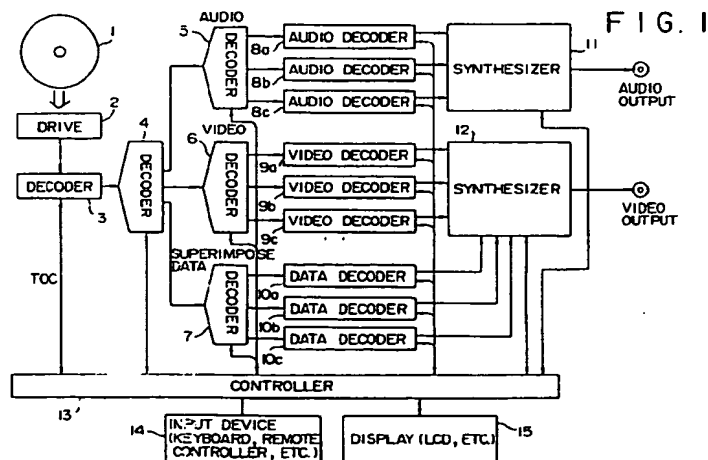 FIG. 1
AUDIO
1
5
DECODER
8a
AUDIO DECODER
8b
AUDIO DECODER
8c
AUDIO DECODER
11
SYNTHESIZER
AUDIO
OUTPUT
2
DRIVE
4
DECODER
DECODER
3
VIDEO
6
DECODER
9a
VIDEO DECODER
9b
VIDEO DECODER
9c
VIDEO DECODER
12
SYNTHESIZER
VIDEO
OUTPUT
SUPERIMPOSE
DATA
TOC
7
DECODER
10a
DATA DECODER
10b
DATA DECODER
10c
DATA DECODER
CONTROLLER
13
14
INPUT DEVICE
(KEYBOARD, REMOTE
CONTROLLER, ETC.)
DISPLAY (LCD, ETC.)
15